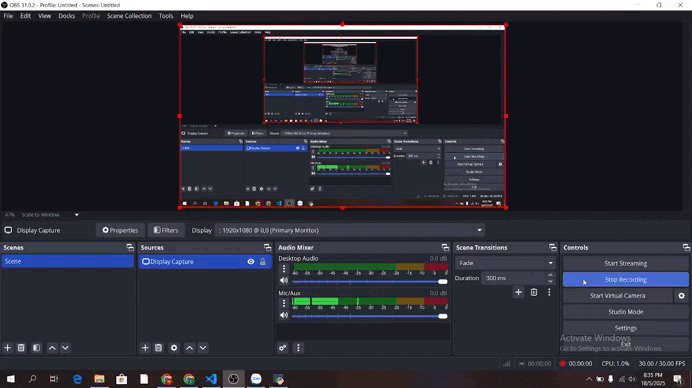 OBS 31.0.2 - Profile: Untitled - Scenes: Untitled
File Edit View Docks Profile Scene Collection Tools Help
47% Scale to Window
Display Capture Properties Filters Display : 1920x1080 @ 0,0 (Primary Monitor)
Scenes Sources Audio Mixer Scene Transitions Controls
Scene
Display Capture
Desktop Audio 0.0 dB
-60 -55 -50 -45 -40 -35 -30 -25 -20 -15 -10 -5 0
Mic/Aux 0.0 dB
-60 -55 -50 -45 -40 -35 -30 -25 -20 -15 -10 -5 0
Fade
Duration 300 ms
Start Streaming
Stop Recording
Start Virtual Camera
Studio Mode
Settings
Exit
Activate Windows
Go to Settings to activate Windows.
00:00:00 00:00:00 CPU: 1.0% 30.00 / 30.00 FPS
8:35 PM
18/5/2025